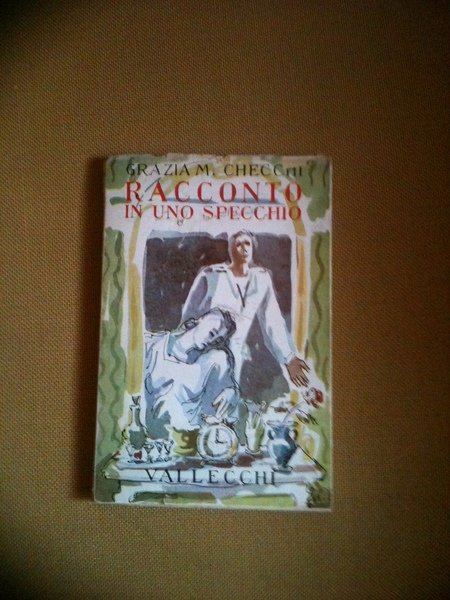 GRAZIA M. CHECCHI
RACCONTO
IN UNO SPECCHIO
VALLECCHI